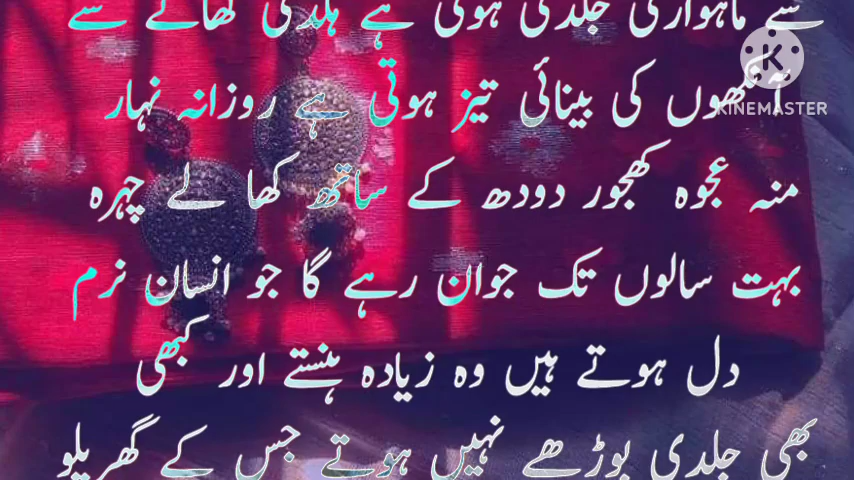 سے ماہواری جلدی ہوتی ہے ہلدی کھانے سے
آنکھوں کی بینائی تیز ہوتی ہے روزانہ نہار
منہ عجوہ کھجور دودھ کے ساتھ کھا لے چہرہ
بہت سالوں تک جوان رہے گا جو انسان نرم
دل ہوتے ہیں وہ زیادہ ہنستے اور کبھی
بھی جلدی بوڑھے نہیں ہوتے جس کے گھریلو
KINEMASTER